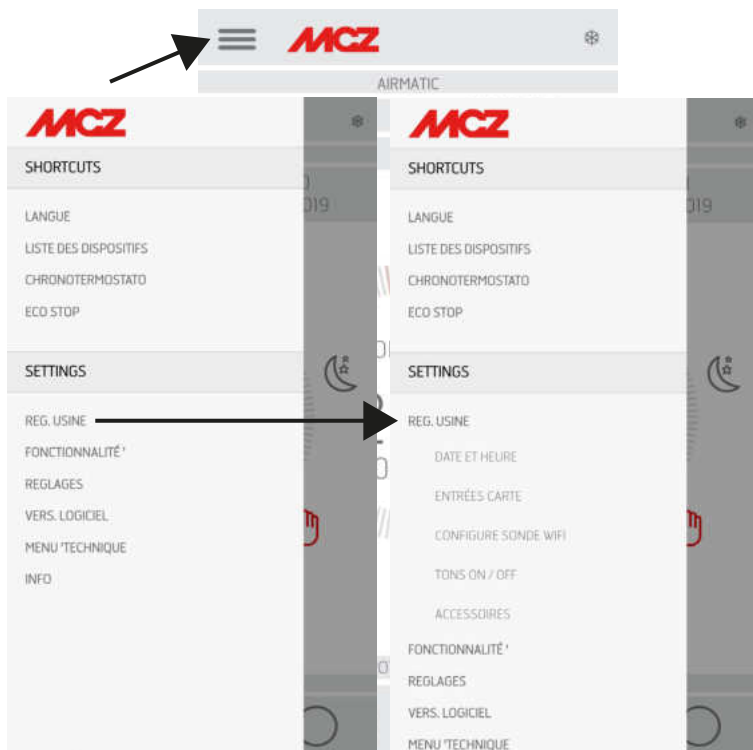 MCZ
AIRMATIC
MCZ
SHORTCUTS
LANGUE
LISTE DES DISPOSITIFS
CHRONOTERMOSTATO
ECO STOP
SETTINGS
REG. USINE
FONCTIONNALITÉ '
REGLAGES
VERS. LOGICIEL
MENU 'TECHNIQUE
INFO
019
MCZ
SHORTCUTS
LANGUE
LISTE DES DISPOSITIFS
CHRONOTERMOSTATO
ECO STOP
SETTINGS
REG. USINE
DATE ET HEURE
ENTRÉES CARTE
CONFIGURE SONDE WIFI
TONS ON / OFF
ACCESSOIRES
FONCTIONNALITÉ '
REGLAGES
VERS. LOGICIEL
MENU 'TECHNIQUE
019